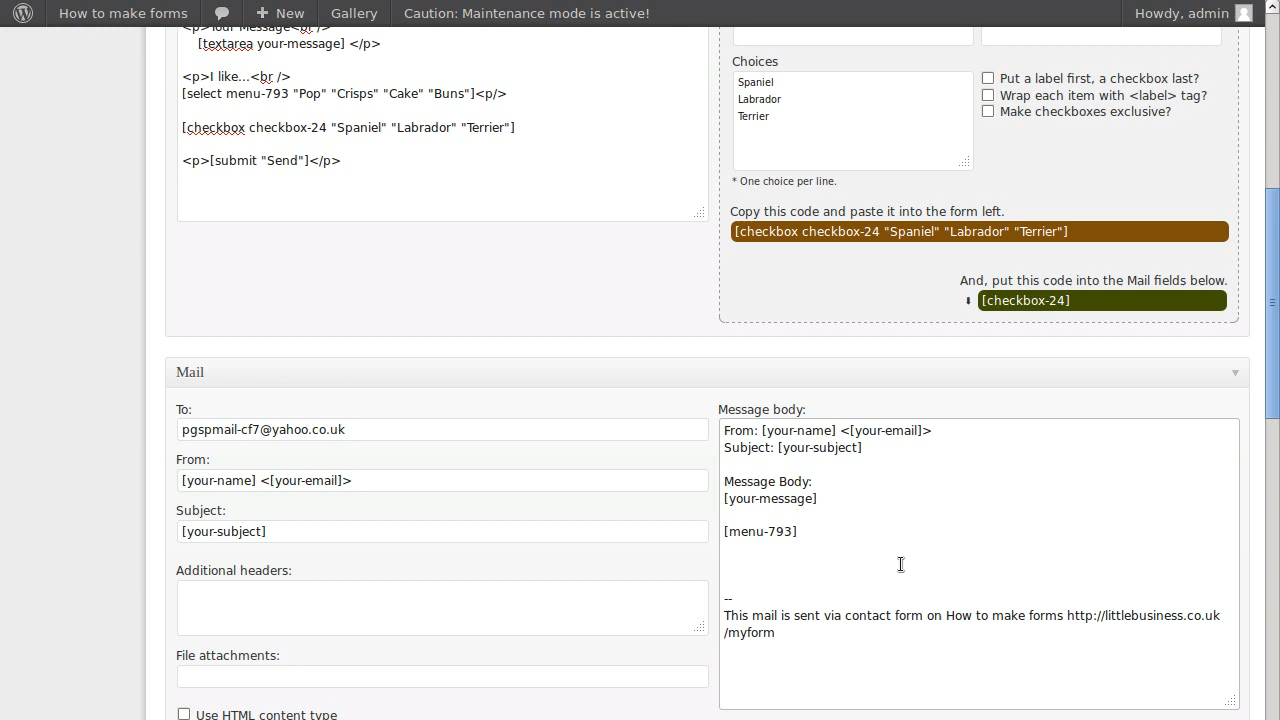 How to make forms
New
Gallery
Caution: Maintenance mode is active!
Howdy, admin
<p>Your Message<br />
[textarea your-message] </p>
<p>I like...<br />
[select menu-793 "Pop" "Crisps" "Cake" "Buns"]<p/>
[checkbox checkbox-24 "Spaniel" "Labrador" "Terrier"]
<p>[submit "Send"]</p>
Choices
Spaniel
Labrador
Terrier
Put a label first, a checkbox last?
Wrap each item with <label> tag?
Make checkboxes exclusive?
* One choice per line.
Copy this code and paste it into the form left.
[checkbox checkbox-24 "Spaniel" "Labrador" "Terrier"]
And, put this code into the Mail fields below.
[checkbox-24]
Mail
To:
pgspmail-cf7@yahoo.co.uk
From:
[your-name] <[your-email]>
Subject:
[your-subject]
Additional headers:
File attachments:
Use HTML content type
Message body:
From: [your-name] <[your-email]>
Subject: [your-subject]
Message Body:
[your-message]
[menu-793]
--
This mail is sent via contact form on How to make forms http://littlebusiness.co.uk
/myform